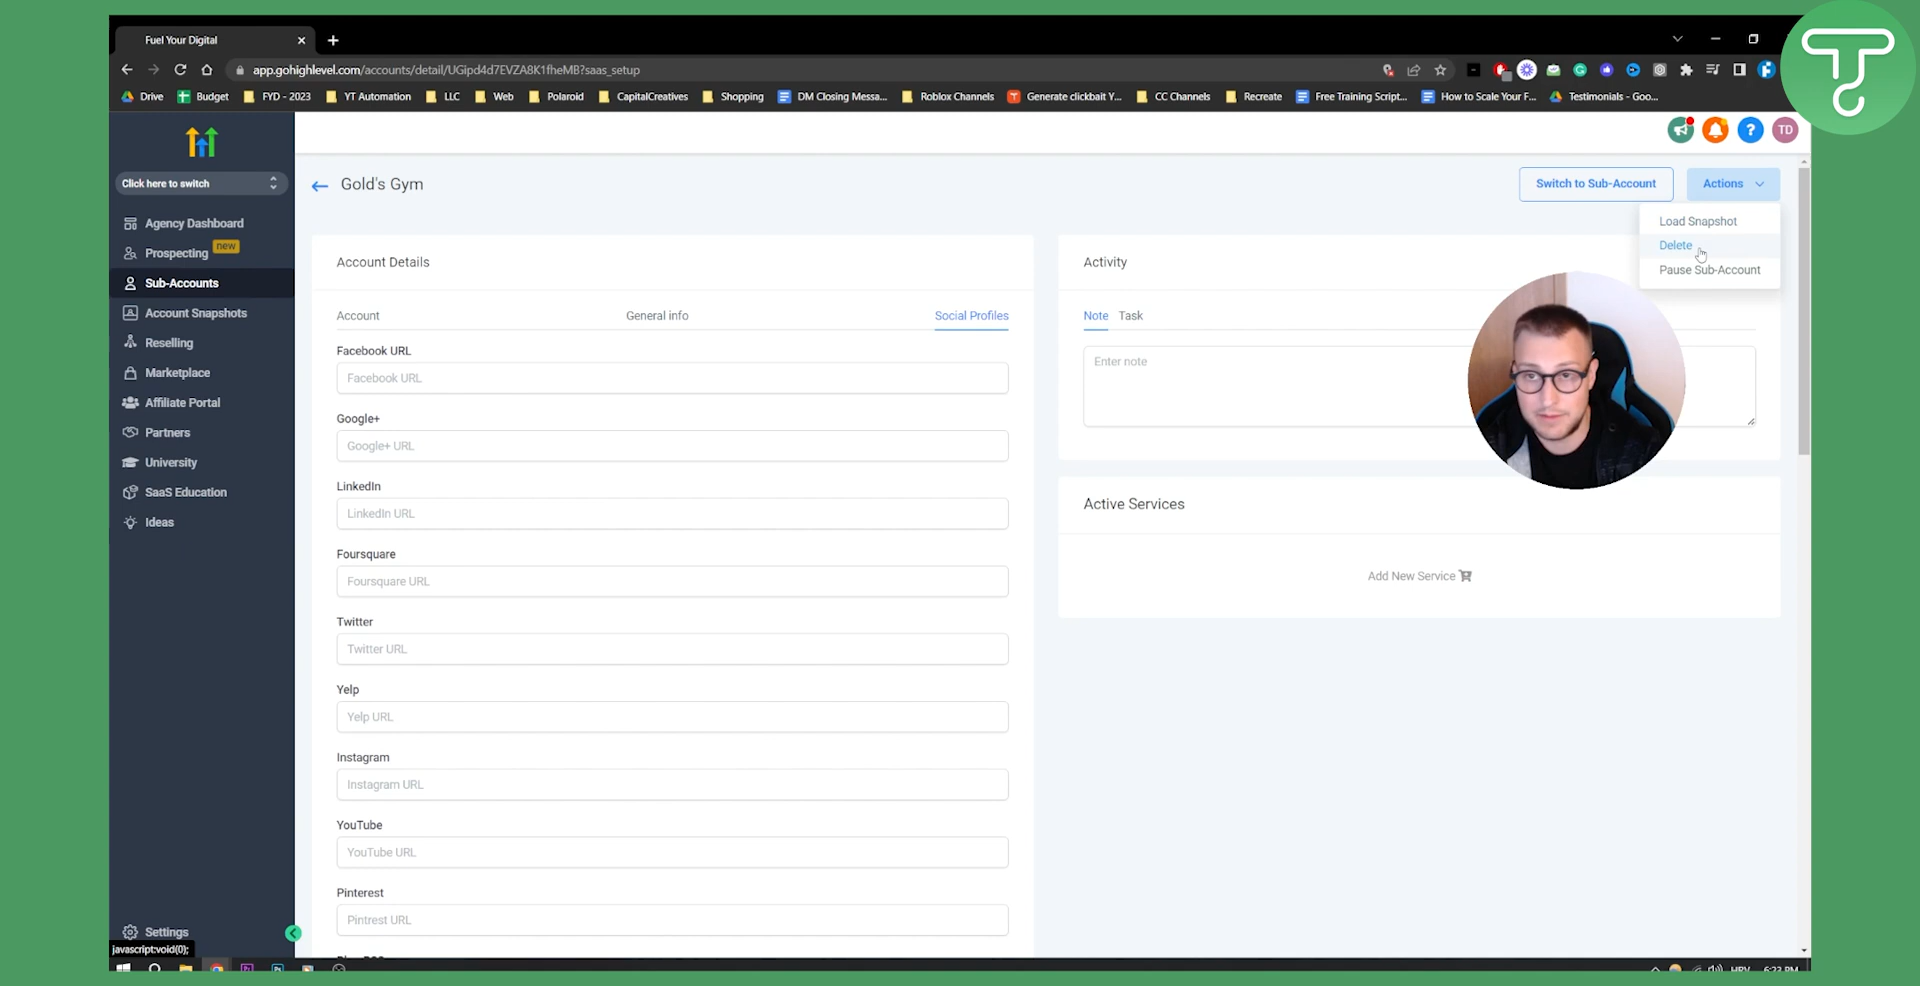 Fuel Your Digital
app.gohighlevel.com/accounts/detail/UGipd4d7EVZA8K1fheMB?saas_setup
Drive Budget FYD - 2023 YT Automation LLC Web Polaroid CapitalCreatives Shopping DM Closing Messa... Roblox Channels Generate clickbait Y... CC Channels Recreate Free Training Script... How to Scale Your F... Testimonials - Goo...
TD
Click here to switch
Gold's Gym
Switch to Sub-Account
Actions
Agency Dashboard
Prospecting new
Sub-Accounts
Account Snapshots
Reselling
Marketplace
Affiliate Portal
Partners
University
SaaS Education
Ideas
Settings
javascript:void(0);
Load Snapshot
Delete
Pause Sub-Account
Account Details
Account General info Social Profiles
Facebook URL
Facebook URL
Google+
Google+ URL
LinkedIn
LinkedIn URL
Foursquare
Foursquare URL
Twitter
Twitter URL
Yelp
Yelp URL
Instagram
Instagram URL
YouTube
YouTube URL
Pinterest
Pintrest URL
Activity
Note Task
Enter note
Active Services
Add New Service
HRV 6:23 PM